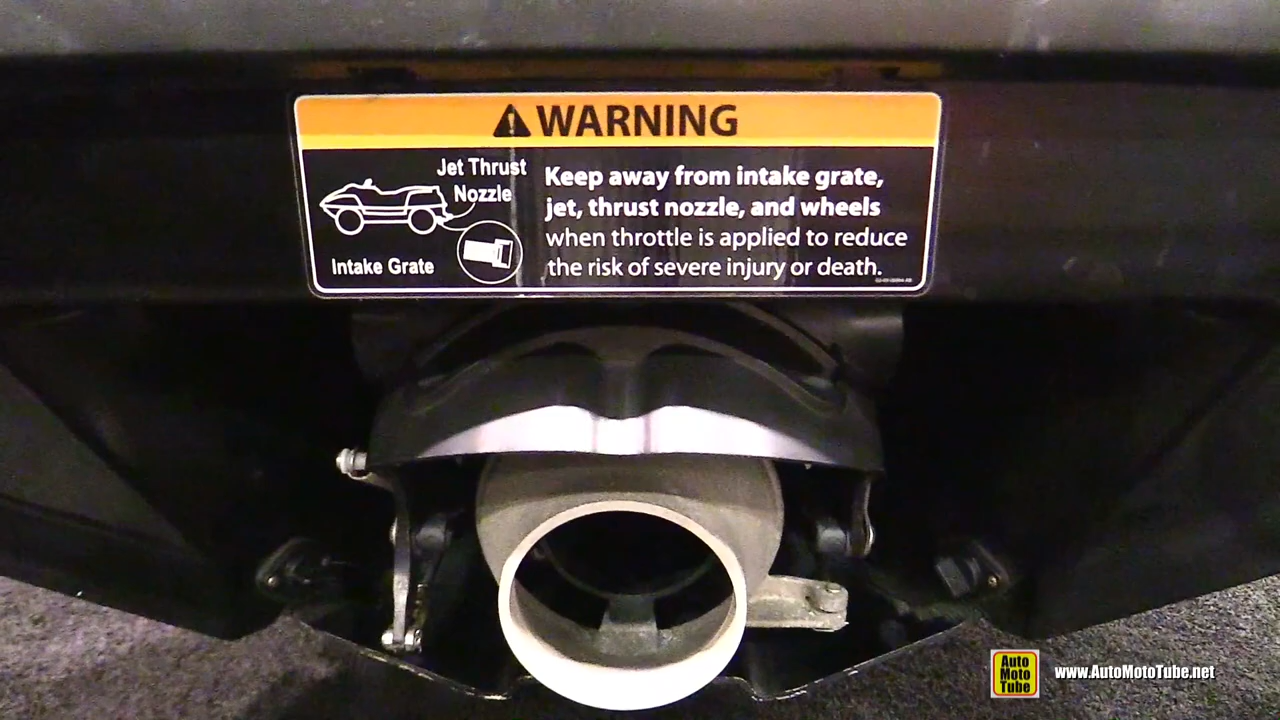 WARNING
Jet Thrust
Nozzle
Intake Grate
Keep away from intake grate,
jet, thrust nozzle, and wheels
when throttle is applied to reduce
the risk of severe injury or death.
Auto
Moto
Tube
www.AutoMotoTube.net